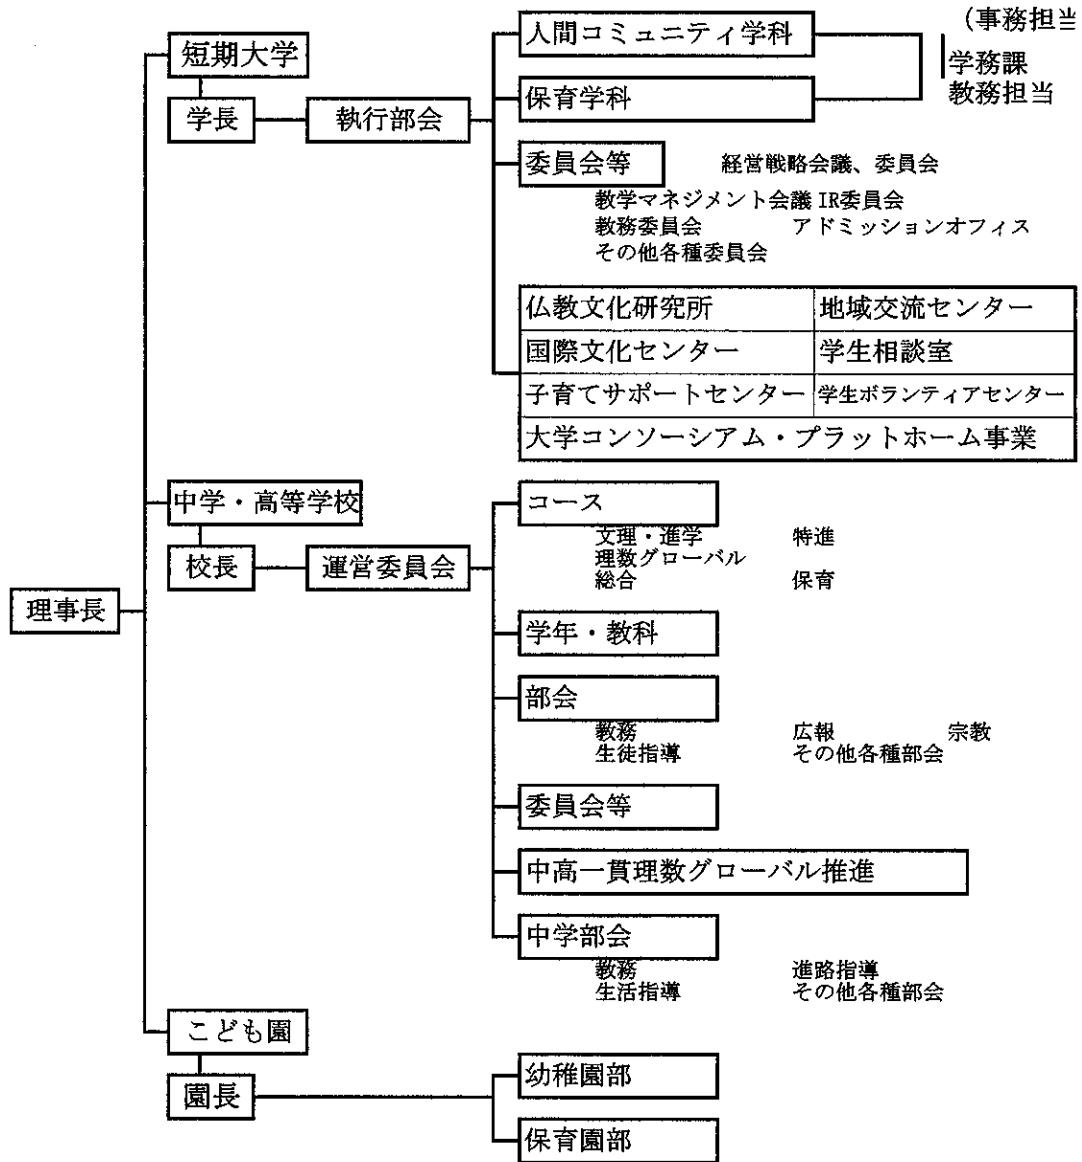 (事務担当
短期大学
人間コミュニティ学科
学務課
教務担当
保育学科
学長
執行部会
委員会等 経営戦略会議、委員会
教学マネジメント会議 IR委員会
教務委員会 アドミッションオフィス
その他各種委員会
仏教文化研究所 地域交流センター
国際文化センター 学生相談室
子育てサポートセンター 学生ボランティアセンター
大学コンソーシアム・プラットホーム事業
中学・高等学校
校長
運営委員会
コース
文理・進学 特進
理数グローバル
総合 保育
理事長
学年・教科
部会
教務 広報 宗教
生徒指導 その他各種部会
委員会等
中高一貫理数グローバル推進
中学部会
教務 進路指導
生活指導 その他各種部会
こども園
園長
幼稚園部
保育園部